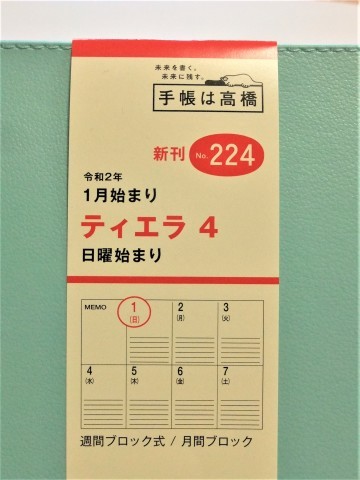 未来を書く。
未来に残す。
手帳は高橋
新刊 No.224
令和2年
1月始まり
ティエラ 4
日曜始まり
MEMO 1 2 3
(日) (月) (火)
4 5 6 7
(水) (木) (金) (土)
週間ブロック式 / 月間ブロック